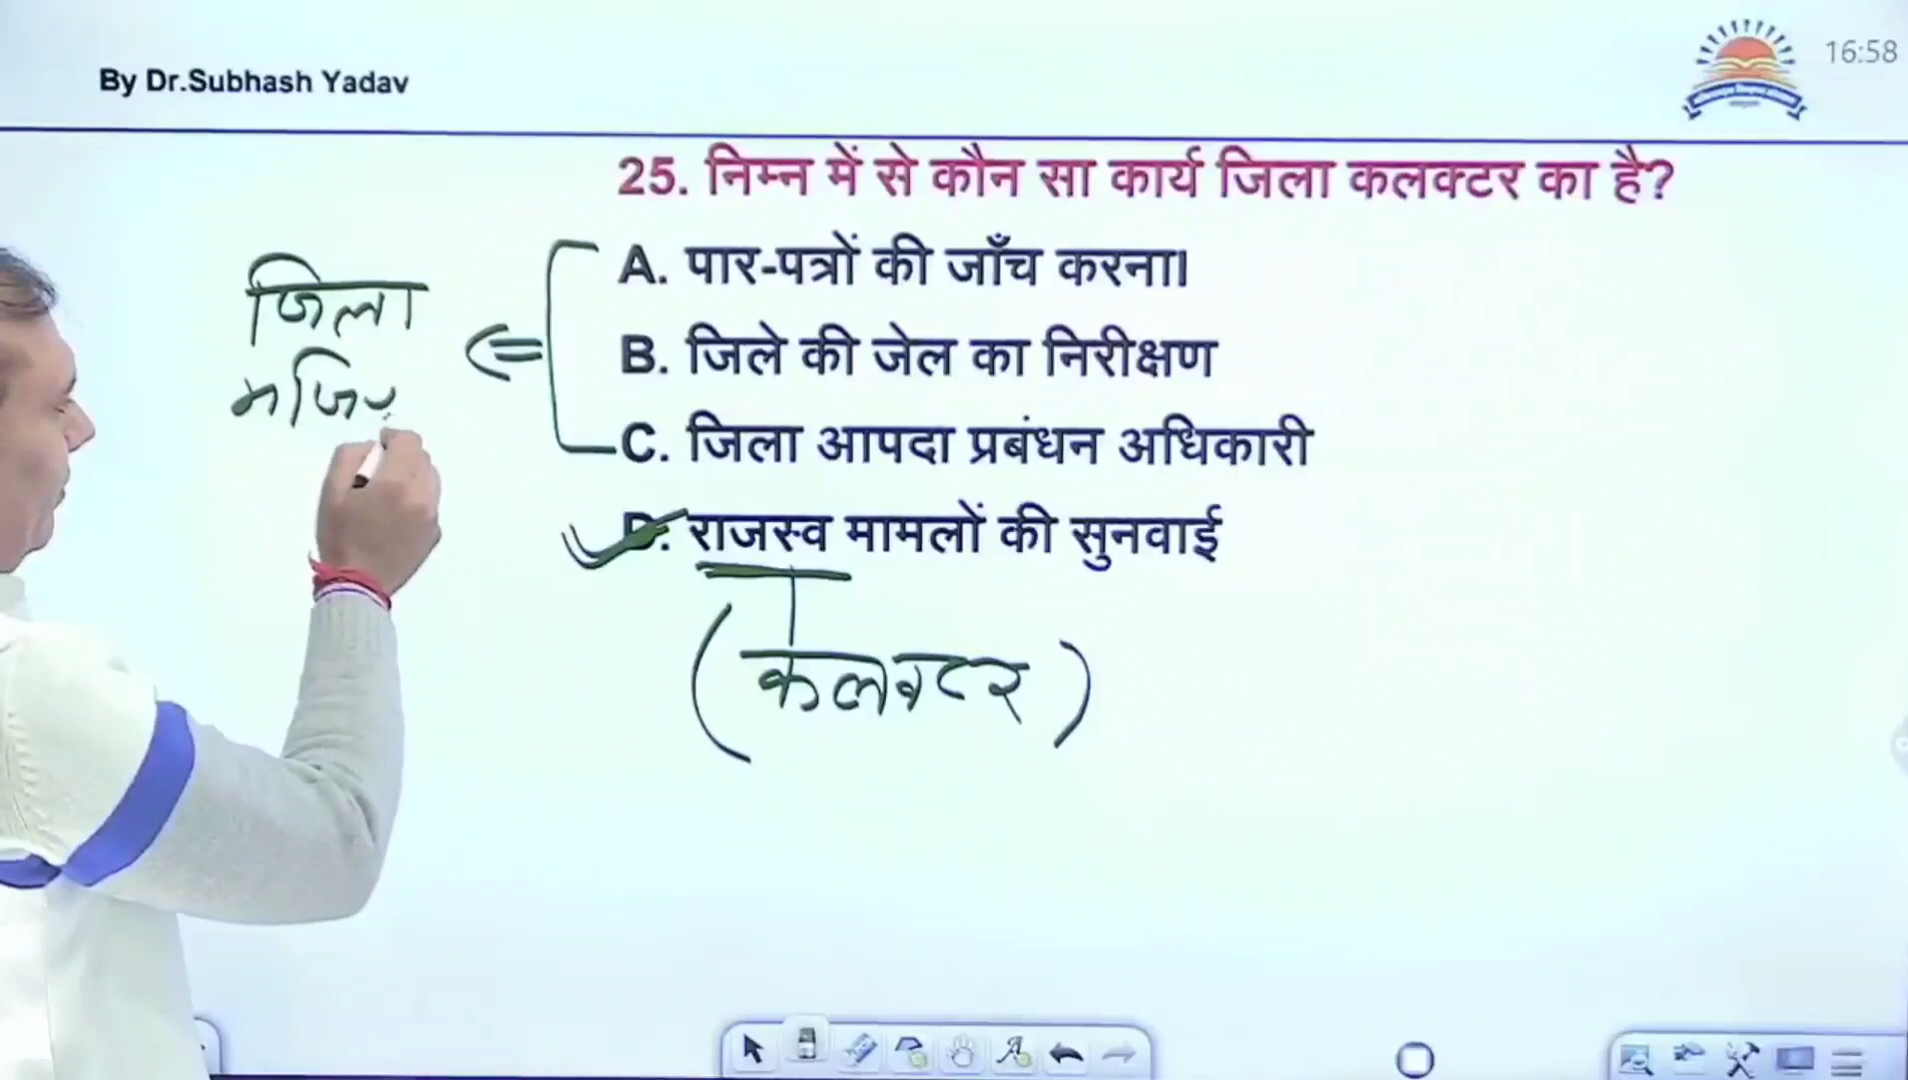 By Dr.Subhash Yadav
16:58
25. निम्न में से कौन सा कार्य जिला कलक्टर का है?
A. पार-पत्रों की जाँच करना।
B. जिले की जेल का निरीक्षण
C. जिला आपदा प्रबंधन अधिकारी
D. राजस्व मामलों की सुनवाई
जिला
(कलक्टर)